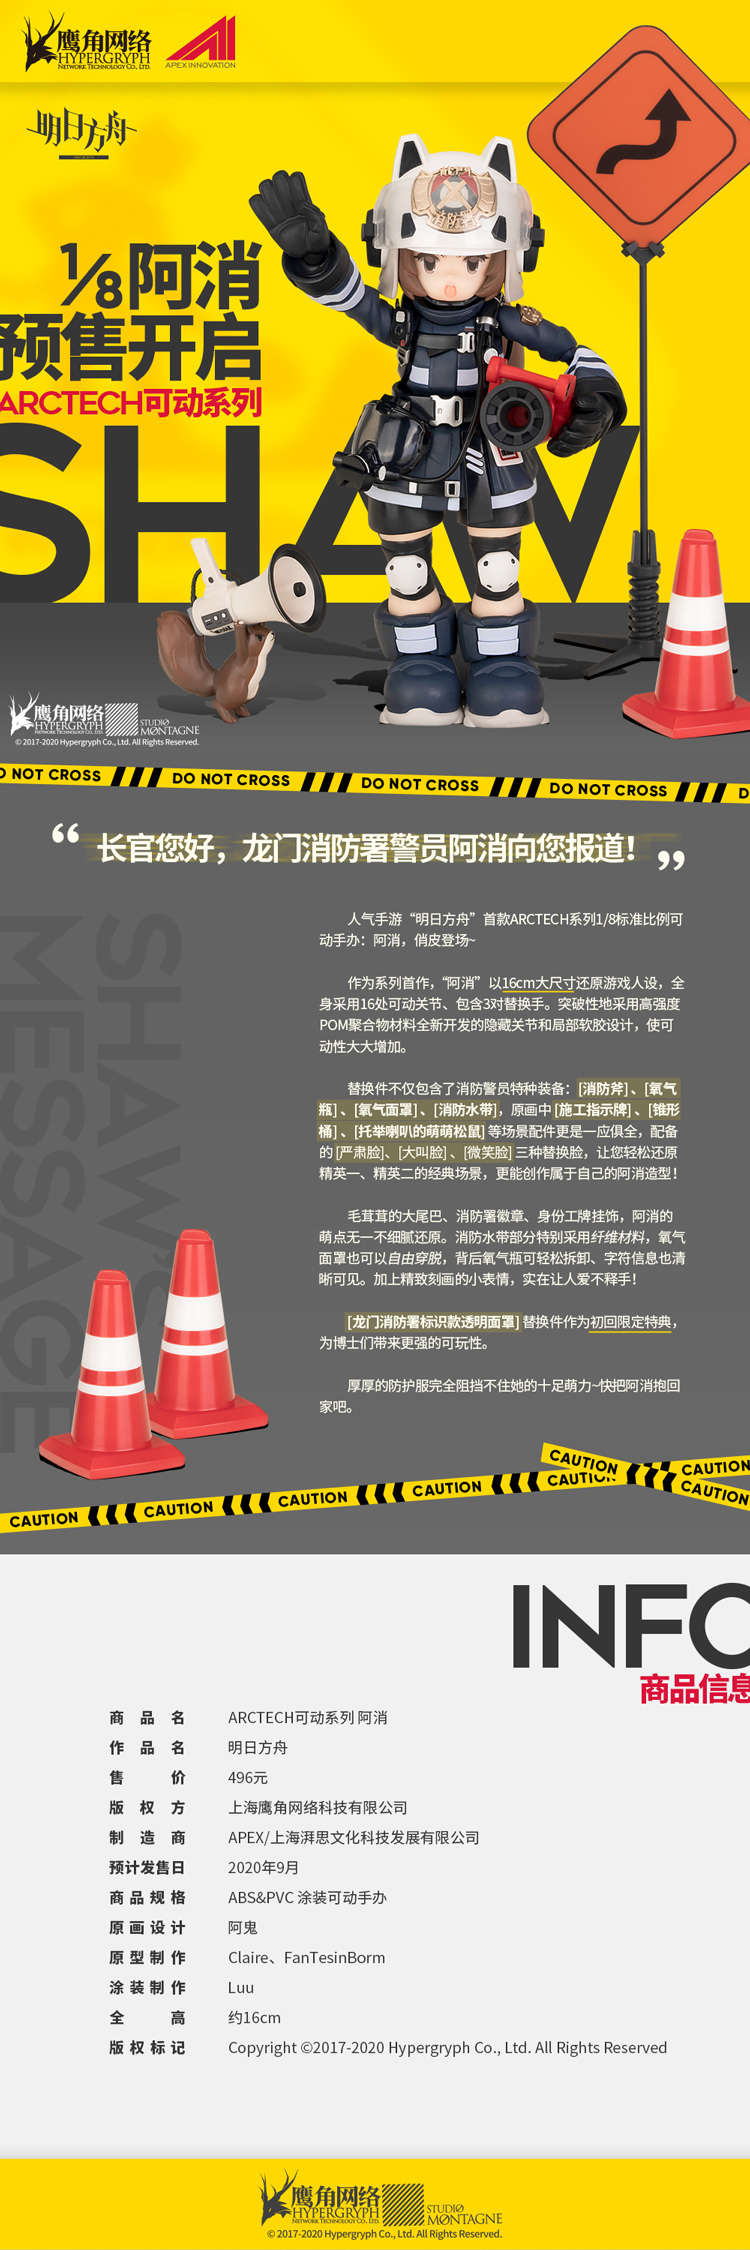 鹰角网络
HYPERGRYPH
NETWORK TECHNOLOGY CO., LTD.
APEX INNOVATION
明日方舟
1/8阿消
预售开启
ARCTECH可动系列
SHAW
鹰角网络
HYPERGRYPH
NETWORK TECHNOLOGY CO., LTD.
STUDIO
MØNTAGNE
© 2017-2020 Hypergryph Co., Ltd. All Rights Reserved.
DO NOT CROSS DO NOT CROSS DO NOT CROSS DO NOT CROSS D
“长官您好，龙门消防署警员阿消向您报道！”
SHAW'S
MESSAGE
人气手游“明日方舟”首款ARCTECH系列1/8标准比例可
动手办：阿消，俏皮登场~
作为系列首作，“阿消”以16cm大尺寸还原游戏人设，全
身采用16处可动关节、包含3对替换手。突破性地采用高强度
POM聚合物材料全新开发的隐藏关节和局部软胶设计，使可
动性大大增加。
替换件不仅包含了消防警员特种装备：[消防斧]、[氧气
瓶]、[氧气面罩]、[消防水带]，原画中[施工指示牌]、[锥形
桶]、[托举喇叭的萌萌松鼠]等场景配件更是一应俱全，配备
的[严肃脸]、[大叫脸]、[微笑脸]三种替换脸，让您轻松还原
精英一、精英二的经典场景，更能创作属于自己的阿消造型！
毛茸茸的大尾巴、消防署徽章、身份工牌挂饰，阿消的
萌点无一不细腻还原。消防水带部分特别采用纤维材料，氧气
面罩也可以自由穿脱，背后氧气瓶可轻松拆卸、字符信息也清
晰可见。加上精致刻画的小表情，实在让人爱不释手！
[龙门消防署标识款透明面罩]替换件作为初回限定特典，
为博士们带来更强的可玩性。
厚厚的防护服完全阻挡不住她的十足萌力~快把阿消抱回
家吧。
CAUTION CAUTION CAUTION CAUTION CAUTION CAUTION
CAUTION CAUTION
INFO
商品信息
商品名 ARCTECH可动系列 阿消
作品名 明日方舟
售价 496元
版权方 上海鹰角网络科技有限公司
制造商 APEX/上海湃思文化科技发展有限公司
预计发售日 2020年9月
商品规格 ABS&PVC 涂装可动手办
原画设计 阿鬼
原型制作 Claire、FanTesinBorm
涂装制作 Luu
全高 约16cm
版权标记 Copyright ©2017-2020 Hypergryph Co., Ltd. All Rights Reserved
鹰角网络
HYPERGRYPH
NETWORK TECHNOLOGY CO., LTD.
STUDIO
MØNTAGNE
© 2017-2020 Hypergryph Co., Ltd. All Rights Reserved.